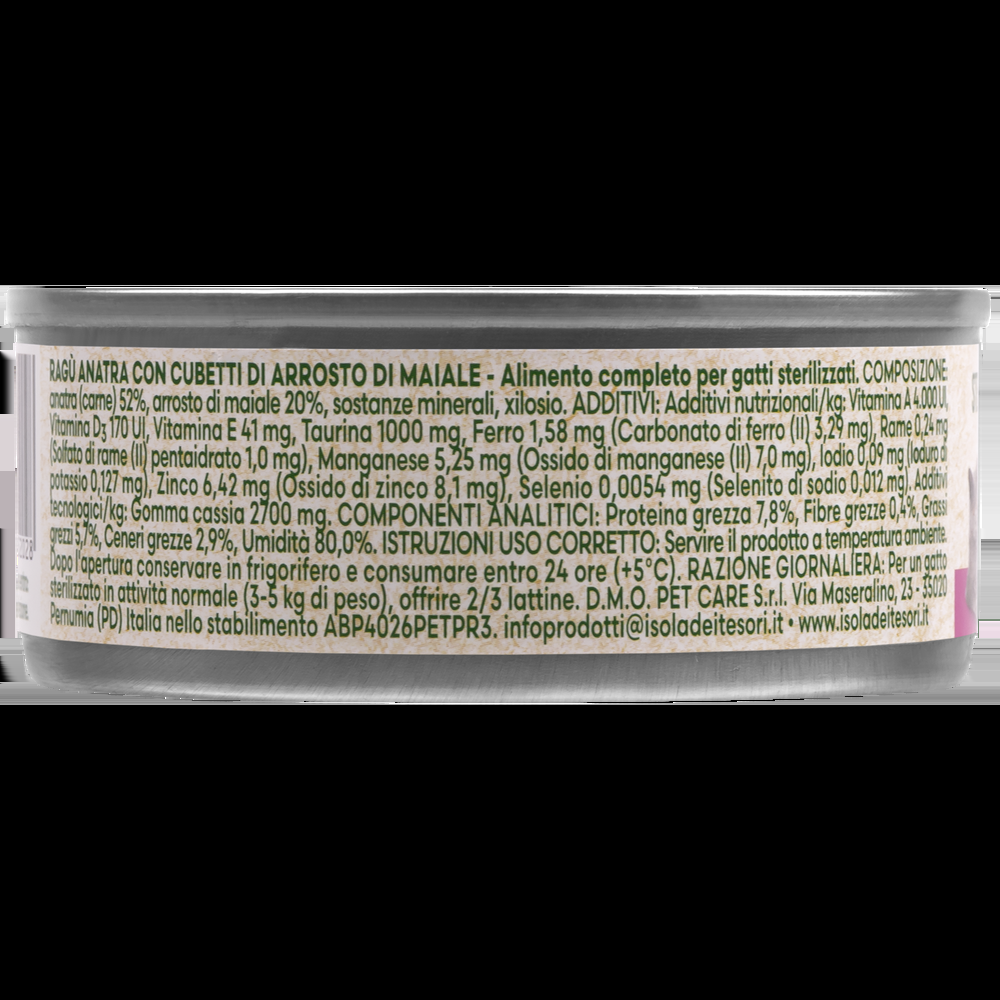 RAGÙ ANATRA CON CUBETTI DI ARROSTO DI MAIALE - Alimento completo per gatti sterilizzati. COMPOSIZIONE:
anatra (carne) 52%, arrosto di maiale 20%, sostanze minerali, xilosio. ADDITIVI: Additivi nutrizionali/kg: Vitamina A 4.000 UI,
Vitamina D3 170 UI, Vitamina E 41 mg, Taurina 1000 mg, Ferro 1,58 mg (Carbonato di ferro (II) 3,29 mg), Rame 0,24 mg
(Solfato di rame (II) pentaidrato 1,0 mg), Manganese 5,25 mg (Ossido di manganese (II) 7,0 mg), Iodio 0,09 mg (Ioduro di
potassio 0,127 mg), Zinco 6,42 mg (Ossido di zinco 8,1 mg), Selenio 0,0054 mg (Selenito di sodio 0,012 mg). Additivi
tecnologici/kg: Gomma cassia 2700 mg. COMPONENTI ANALITICI: Proteina grezza 7,8%, Fibre grezze 0,4%, Grassi
grezzi 5,7%, Ceneri grezze 2,9%, Umidità 80,0%. ISTRUZIONI USO CORRETTO: Servire il prodotto a temperatura ambiente.
Dopo l'apertura conservare in frigorifero e consumare entro 24 ore (+5°C). RAZIONE GIORNALIERA: Per un gatto
sterilizzato in attività normale (3-5 kg di peso), offrire 2/3 lattine. D.M.O. PET CARE S.r.l. Via Maseralino, 23 - 35020
Pernumia (PD) Italia nello stabilimento ABP4026PETPR3. infoprodotti@isoladeitesori.it • www.isoladeitesori.it